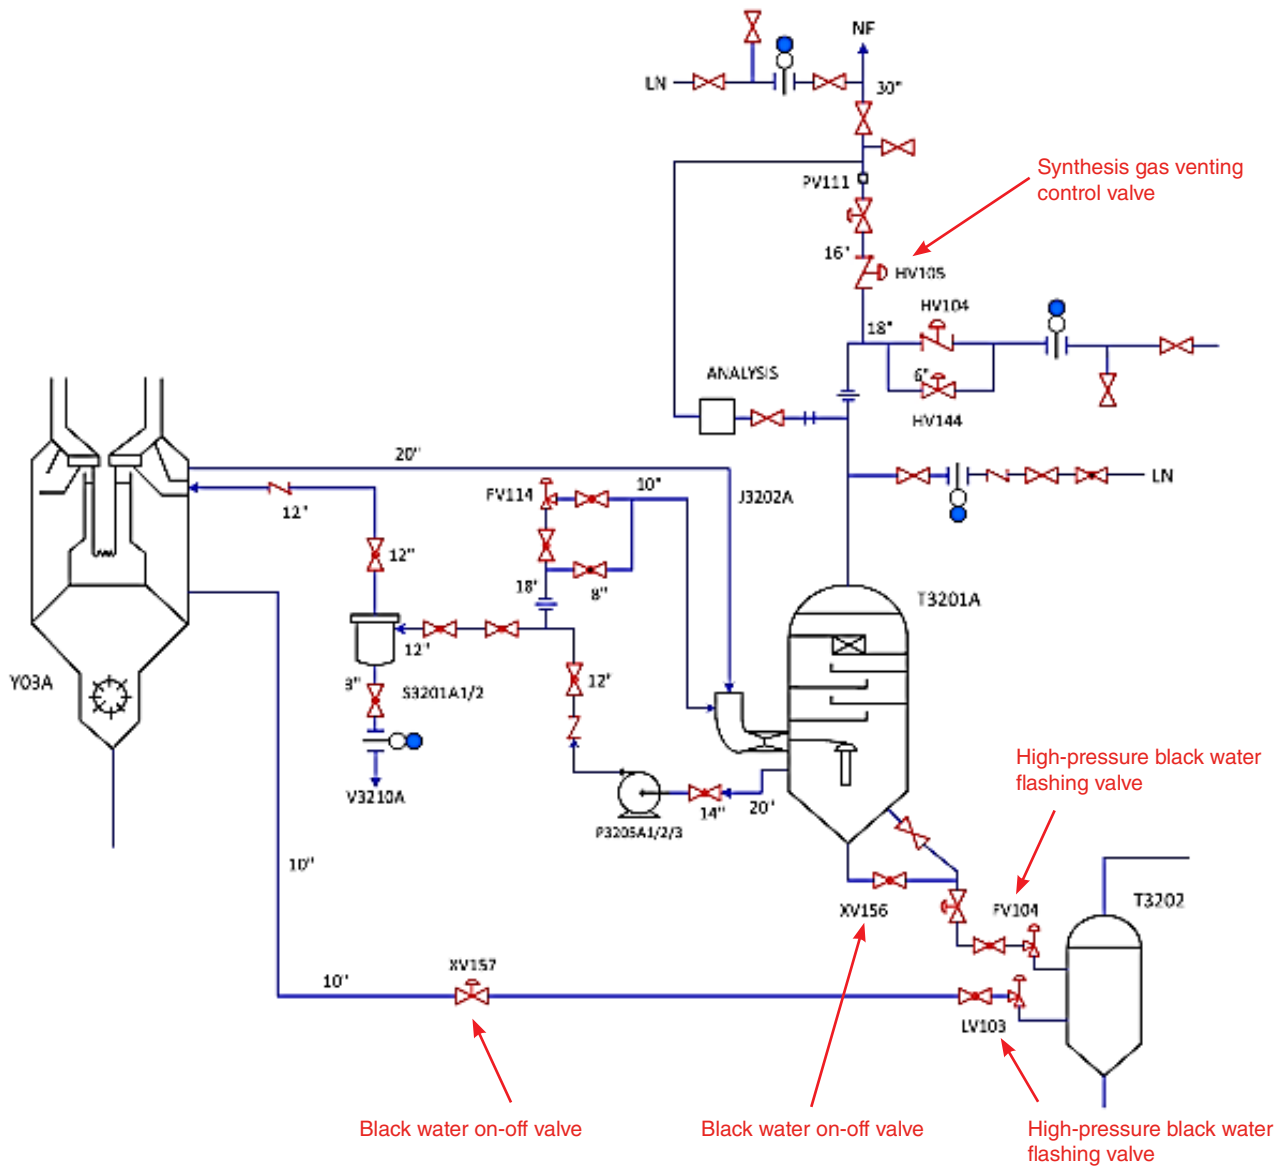 NF
LN
30"
Synthesis gas venting
control valve
PV111
16"
HV105
HV104
18"
6"
HV144
ANALYSIS
20"
LN
FV114
10"
J3202A
12"
12"
18"
8"
T3201A
12"
12"
Y03A
3"
S3201A1/2
V3210A
14"
20"
P3205A1/2/3
High-pressure black water
flashing valve
10"
XV156
FV104
T3202
XV157
10"
LV103
Black water on-off valve
Black water on-off valve
High-pressure black water
flashing valve